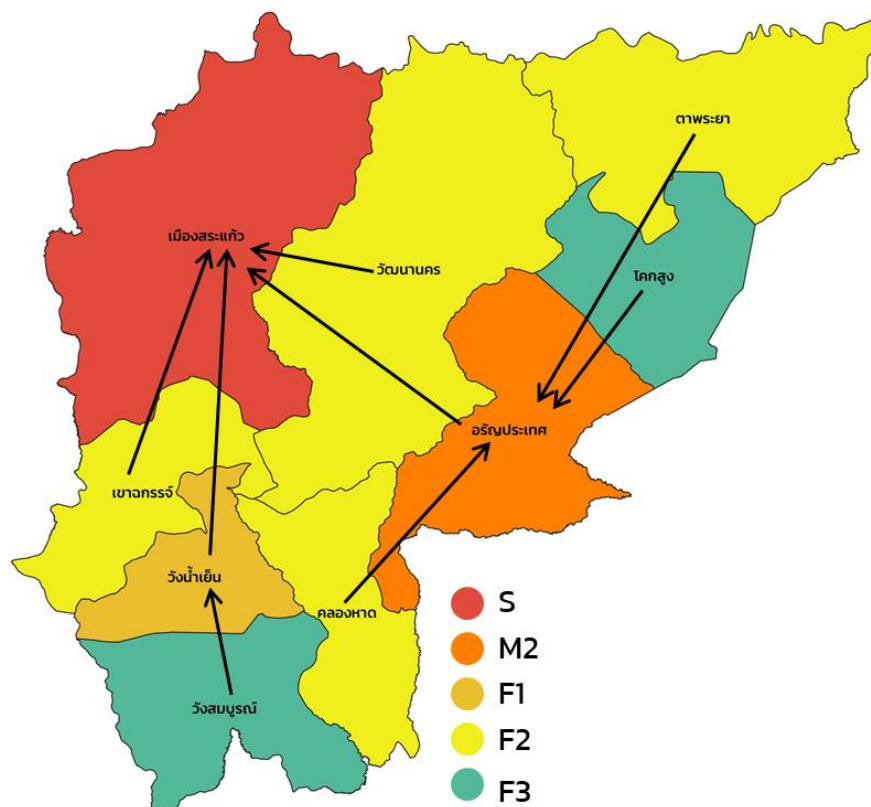 ตาพระยา
เมืองสระแก้ว
วัฒนานคร
โคกสูง
อรัญประเทศ
เขาฉกรรจ์
วังน้ำเย็น
คลองหาด
วังสมบูรณ์
S
M2
F1
F2
F3